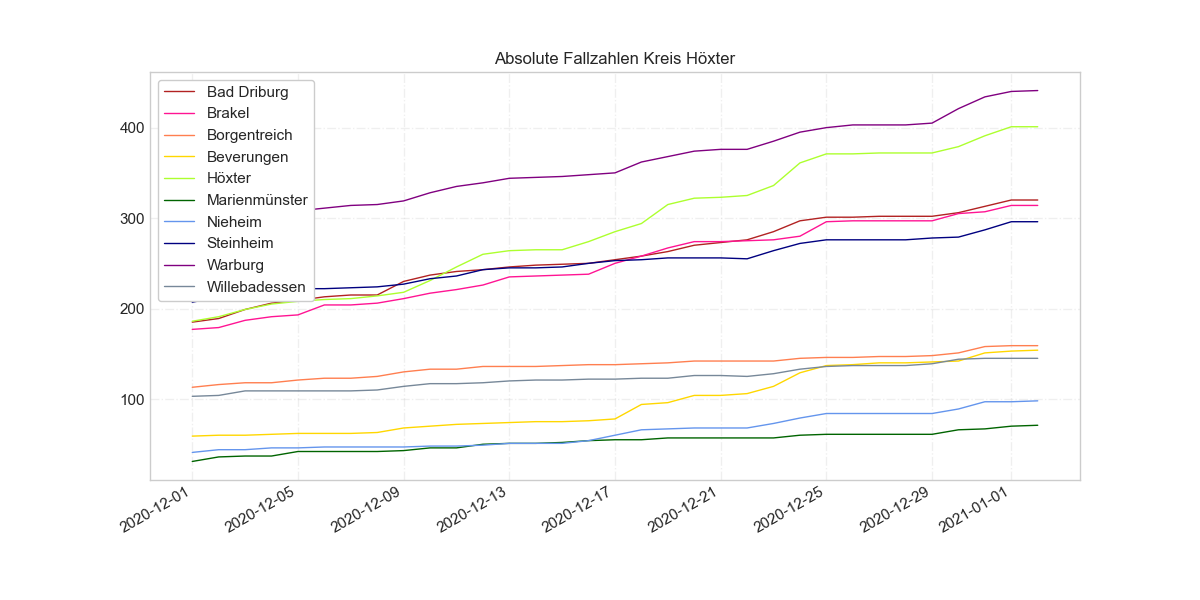 Absolute Fallzahlen Kreis Höxter
Bad Driburg
Brakel
Borgentreich
Beverungen
Höxter
Marienmünster
Nieheim
Steinheim
Warburg
Willebadessen
400
300
200
100
2020-12-01
2020-12-05
2020-12-09
2020-12-13
2020-12-17
2020-12-21
2020-12-25
2020-12-29
2021-01-01